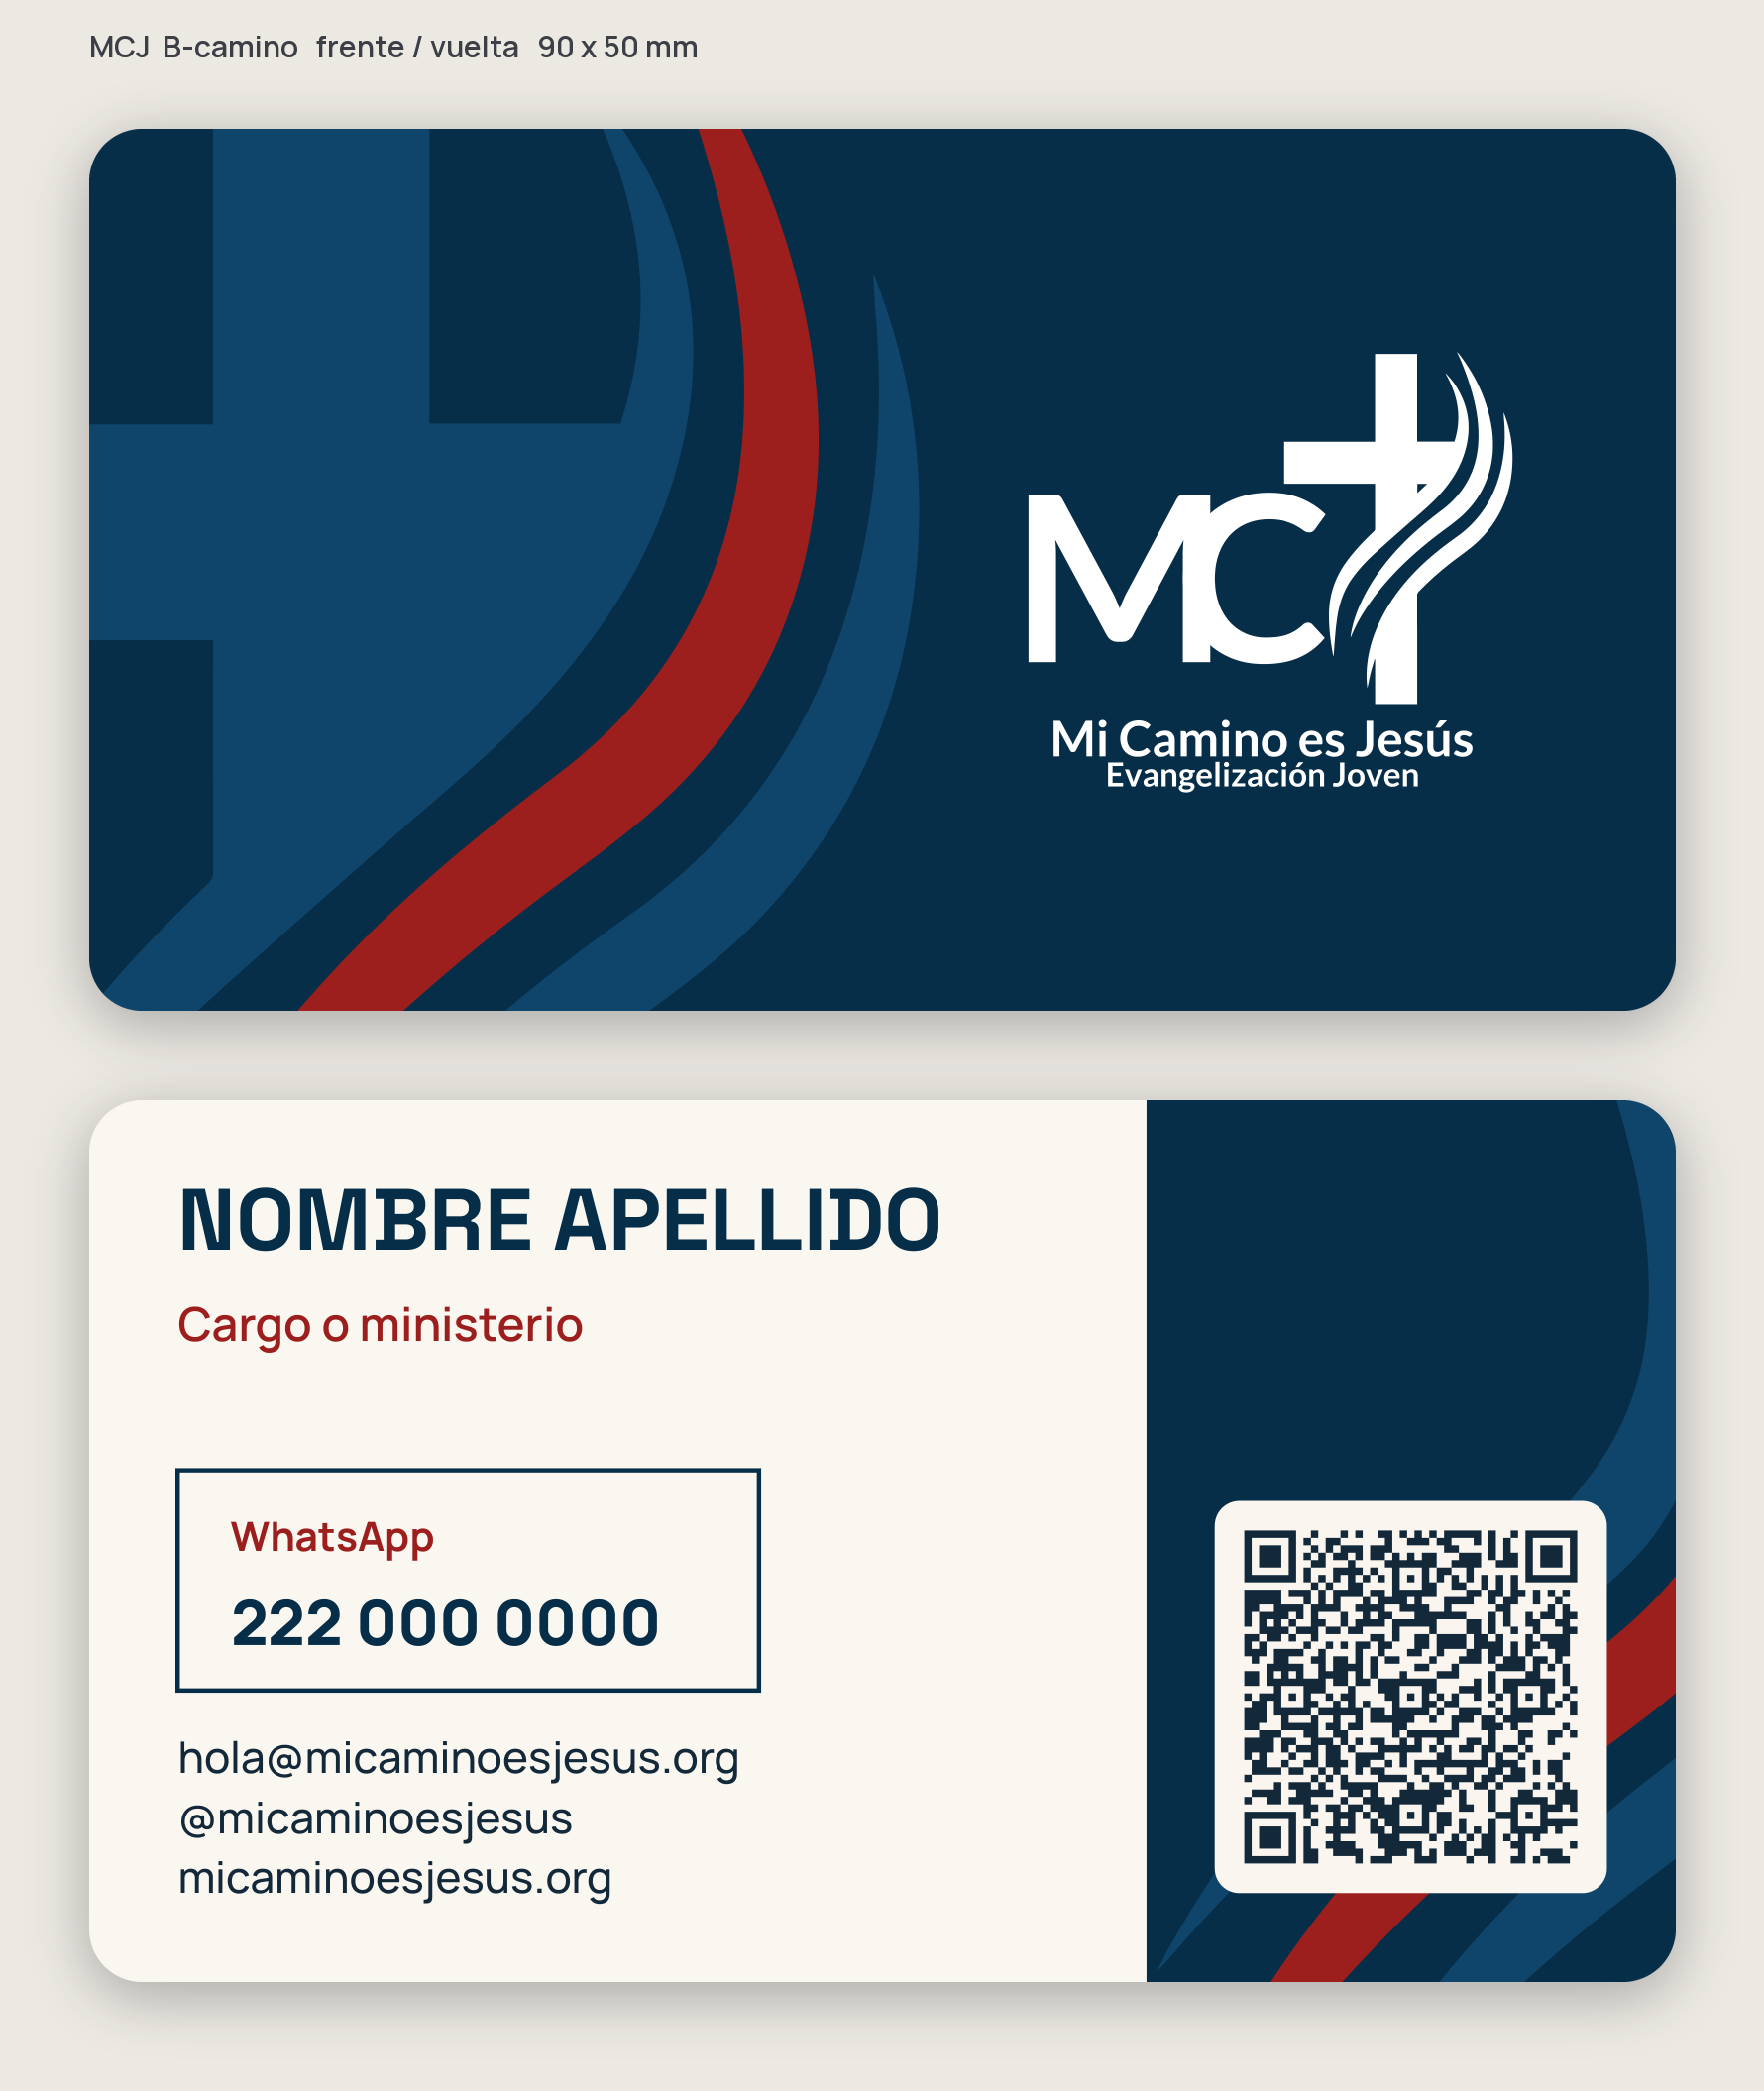 MCJ B-camino frente / vuelta 90 x 50 mm
MC
Mi Camino es Jesús
Evangelización Joven
NOMBRE APELLIDO
Cargo o ministerio
WhatsApp
222 000 0000
hola@micaminoesjesus.org
@micaminoesjesus
micaminoesjesus.org